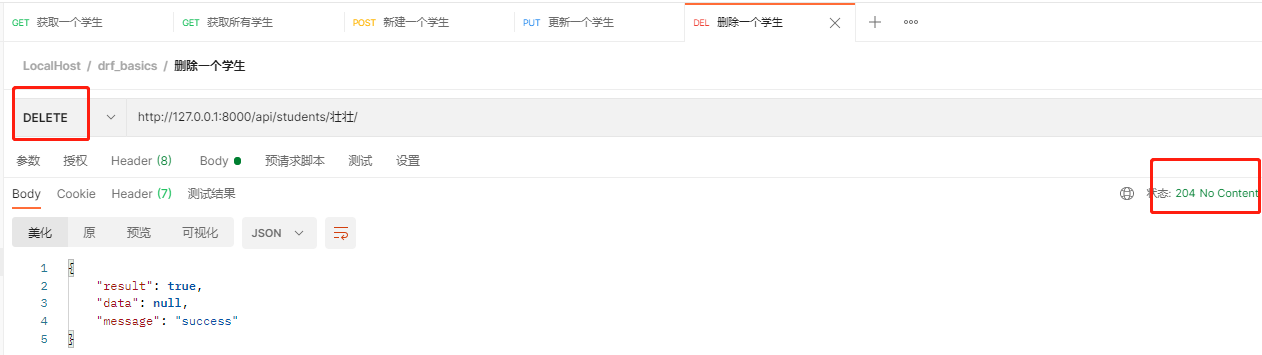 GET 获取一个学生 GET 获取所有学生 POST 新建一个学生 PUT 更新一个学生 DEL 删除一个学生
LocalHost / drf_basics / 删除一个学生
DELETE http://127.0.0.1:8000/api/students/壮壮/
参数 授权 Header (8) Body 预请求脚本 测试 设置
Body Cookie Header (7) 测试结果 状态: 204 No Content
美化 原 预览 可视化 JSON
1 {
2 "result": true,
3 "data": null,
4 "message": "success"
5 }